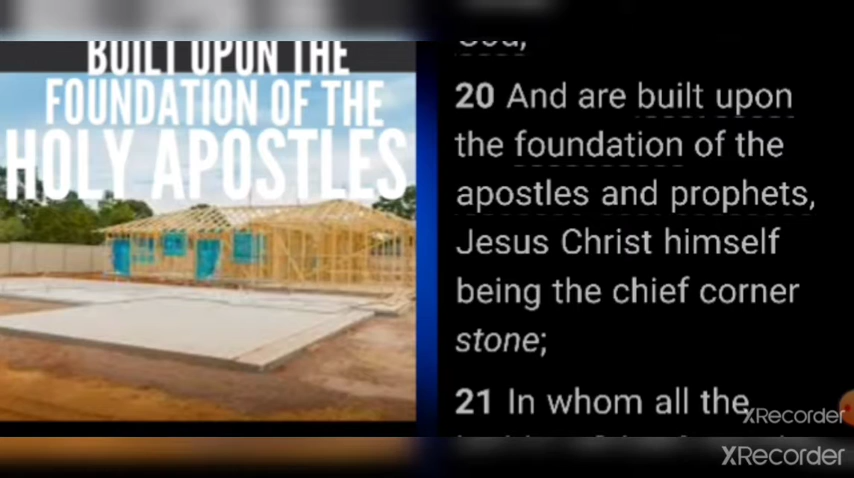 BUILT UPON THE
FOUNDATION OF THE
HOLY APOSTLES
God;
20 And are built upon
the foundation of the
apostles and prophets,
Jesus Christ himself
being the chief corner
stone;
21 In whom all the
XRecorder
XRecorder